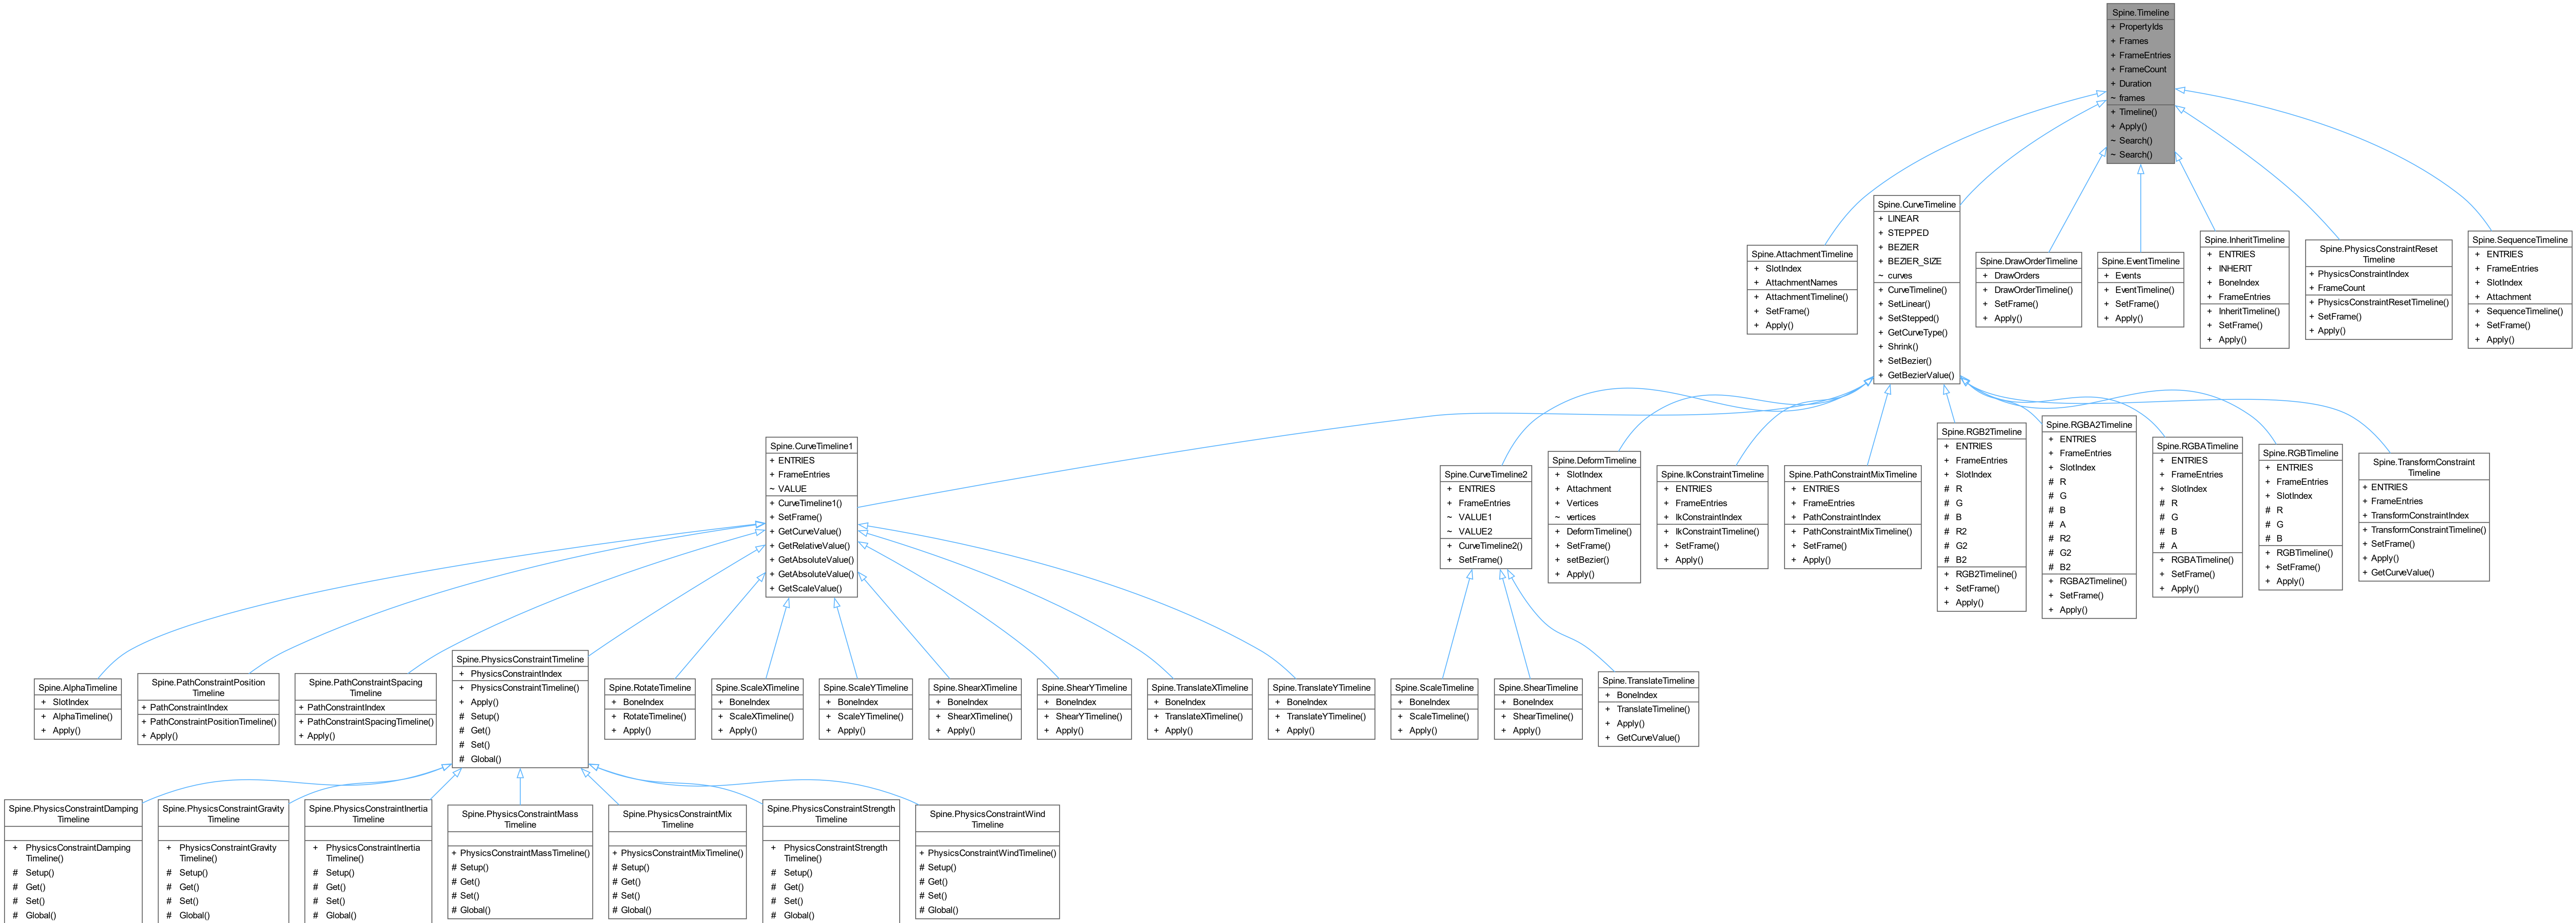 Spine.Timeline
+ PropertyIds
+ Frames
+ FrameEntries
+ FrameCount
+ Duration
~ frames
+ Timeline()
+ Apply()
~ Search()
~ Search()
Spine.AttachmentTimeline
+ SlotIndex
+ AttachmentNames
+ AttachmentTimeline()
+ SetFrame()
+ Apply()
Spine.CurveTimeline
+ LINEAR
+ STEPPED
+ BEZIER
+ BEZIER_SIZE
~ curves
+ CurveTimeline()
+ SetLinear()
+ SetStepped()
+ GetCurveType()
+ Shrink()
+ SetBezier()
+ GetBezierValue()
Spine.DrawOrderTimeline
+ DrawOrders
+ DrawOrderTimeline()
+ SetFrame()
+ Apply()
Spine.EventTimeline
+ Events
+ EventTimeline()
+ SetFrame()
+ Apply()
Spine.InheritTimeline
+ ENTRIES
+ INHERIT
+ BoneIndex
+ FrameEntries
+ InheritTimeline()
+ SetFrame()
+ Apply()
Spine.PhysicsConstraintReset
Timeline
+ PhysicsConstraintIndex
+ FrameCount
+ PhysicsConstraintResetTimeline()
+ SetFrame()
+ Apply()
Spine.SequenceTimeline
+ ENTRIES
+ FrameEntries
+ SlotIndex
+ Attachment
+ SequenceTimeline()
+ SetFrame()
+ Apply()
Spine.CurveTimeline1
+ ENTRIES
+ FrameEntries
~ VALUE
+ CurveTimeline1()
+ SetFrame()
+ GetCurveValue()
+ GetRelativeValue()
+ GetAbsoluteValue()
+ GetAbsoluteValue()
+ GetScaleValue()
Spine.CurveTimeline2
+ ENTRIES
+ FrameEntries
~ VALUE1
~ VALUE2
+ CurveTimeline2()
+ SetFrame()
Spine.DeformTimeline
+ SlotIndex
+ Attachment
+ Vertices
~ vertices
+ DeformTimeline()
+ SetFrame()
+ setBezier()
+ Apply()
Spine.IkConstraintTimeline
+ ENTRIES
+ FrameEntries
+ IkConstraintIndex
+ IkConstraintTimeline()
+ SetFrame()
+ Apply()
Spine.PathConstraintMixTimeline
+ ENTRIES
+ FrameEntries
+ PathConstraintIndex
+ PathConstraintMixTimeline()
+ SetFrame()
+ Apply()
Spine.RGB2Timeline
+ ENTRIES
+ FrameEntries
+ SlotIndex
# R
# G
# B
# R2
# G2
# B2
+ RGB2Timeline()
+ SetFrame()
+ Apply()
Spine.RGBA2Timeline
+ ENTRIES
+ FrameEntries
+ SlotIndex
# R
# G
# B
# A
# R2
# G2
# B2
+ RGBA2Timeline()
+ SetFrame()
+ Apply()
Spine.RGBATimeline
+ ENTRIES
+ FrameEntries
+ SlotIndex
# R
# G
# B
# A
+ RGBATimeline()
+ SetFrame()
+ Apply()
Spine.RGBTimeline
+ ENTRIES
+ FrameEntries
+ SlotIndex
# R
# G
# B
+ RGBTimeline()
+ SetFrame()
+ Apply()
Spine.TransformConstraint
Timeline
+ ENTRIES
+ FrameEntries
+ TransformConstraintIndex
+ TransformConstraintTimeline()
+ SetFrame()
+ Apply()
+ GetCurveValue()
Spine.AlphaTimeline
+ SlotIndex
+ AlphaTimeline()
+ Apply()
Spine.PathConstraintPosition
Timeline
+ PathConstraintIndex
+ PathConstraintPositionTimeline()
+ Apply()
Spine.PathConstraintSpacing
Timeline
+ PathConstraintIndex
+ PathConstraintSpacingTimeline()
+ Apply()
Spine.PhysicsConstraintTimeline
+ PhysicsConstraintIndex
+ PhysicsConstraintTimeline()
+ Apply()
# Setup()
# Get()
# Set()
# Global()
Spine.RotateTimeline
+ BoneIndex
+ RotateTimeline()
+ Apply()
Spine.ScaleXTimeline
+ BoneIndex
+ ScaleXTimeline()
+ Apply()
Spine.ScaleYTimeline
+ BoneIndex
+ ScaleYTimeline()
+ Apply()
Spine.ShearXTimeline
+ BoneIndex
+ ShearXTimeline()
+ Apply()
Spine.ShearYTimeline
+ BoneIndex
+ ShearYTimeline()
+ Apply()
Spine.TranslateXTimeline
+ BoneIndex
+ TranslateXTimeline()
+ Apply()
Spine.TranslateYTimeline
+ BoneIndex
+ TranslateYTimeline()
+ Apply()
Spine.ScaleTimeline
+ BoneIndex
+ ScaleTimeline()
+ Apply()
Spine.ShearTimeline
+ BoneIndex
+ ShearTimeline()
+ Apply()
Spine.TranslateTimeline
+ BoneIndex
+ TranslateTimeline()
+ Apply()
+ GetCurveValue()
Spine.PhysicsConstraintDamping
Timeline
+ PhysicsConstraintDamping
Timeline()
# Setup()
# Get()
# Set()
# Global()
Spine.PhysicsConstraintGravity
Timeline
+ PhysicsConstraintGravity
Timeline()
# Setup()
# Get()
# Set()
# Global()
Spine.PhysicsConstraintInertia
Timeline
+ PhysicsConstraintInertia
Timeline()
# Setup()
# Get()
# Set()
# Global()
Spine.PhysicsConstraintMass
Timeline
+ PhysicsConstraintMassTimeline()
# Setup()
# Get()
# Set()
# Global()
Spine.PhysicsConstraintMix
Timeline
+ PhysicsConstraintMixTimeline()
# Setup()
# Get()
# Set()
# Global()
Spine.PhysicsConstraintStrength
Timeline
+ PhysicsConstraintStrength
Timeline()
# Setup()
# Get()
# Set()
# Global()
Spine.PhysicsConstraintWind
Timeline
+ PhysicsConstraintWindTimeline()
# Setup()
# Get()
# Set()
# Global()